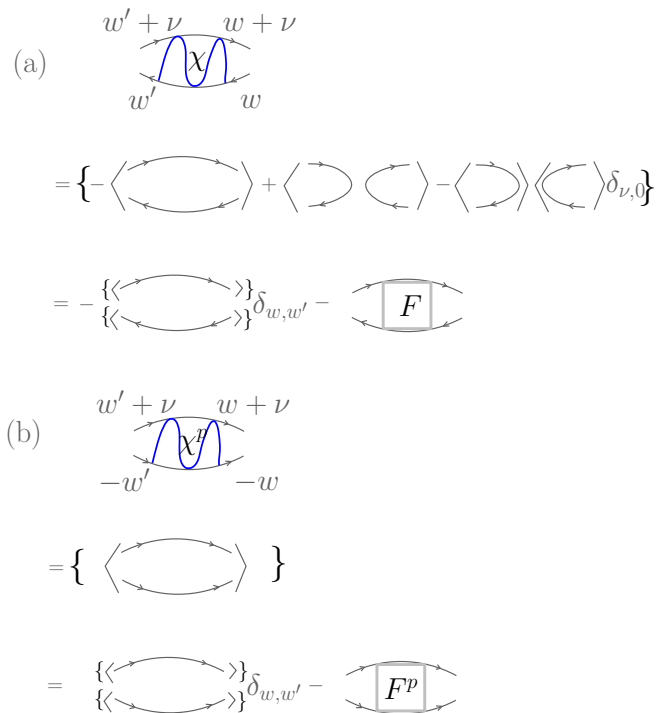 w' + ν w + ν
(a) χ
w' w
= { - ⟨ ⟩ + ⟨ ⟩ - ⟨ ⟩ ⟨ ⟩ δ_{ν,0} }
= - {⟨ ⟩} {⟨ ⟩} δ_{w,w'} - F
w' + ν w + ν
(b) χ^p
-w' -w
= { ⟨ ⟩ }
= {⟨ ⟩} {⟨ ⟩} δ_{w,w'} - F^p